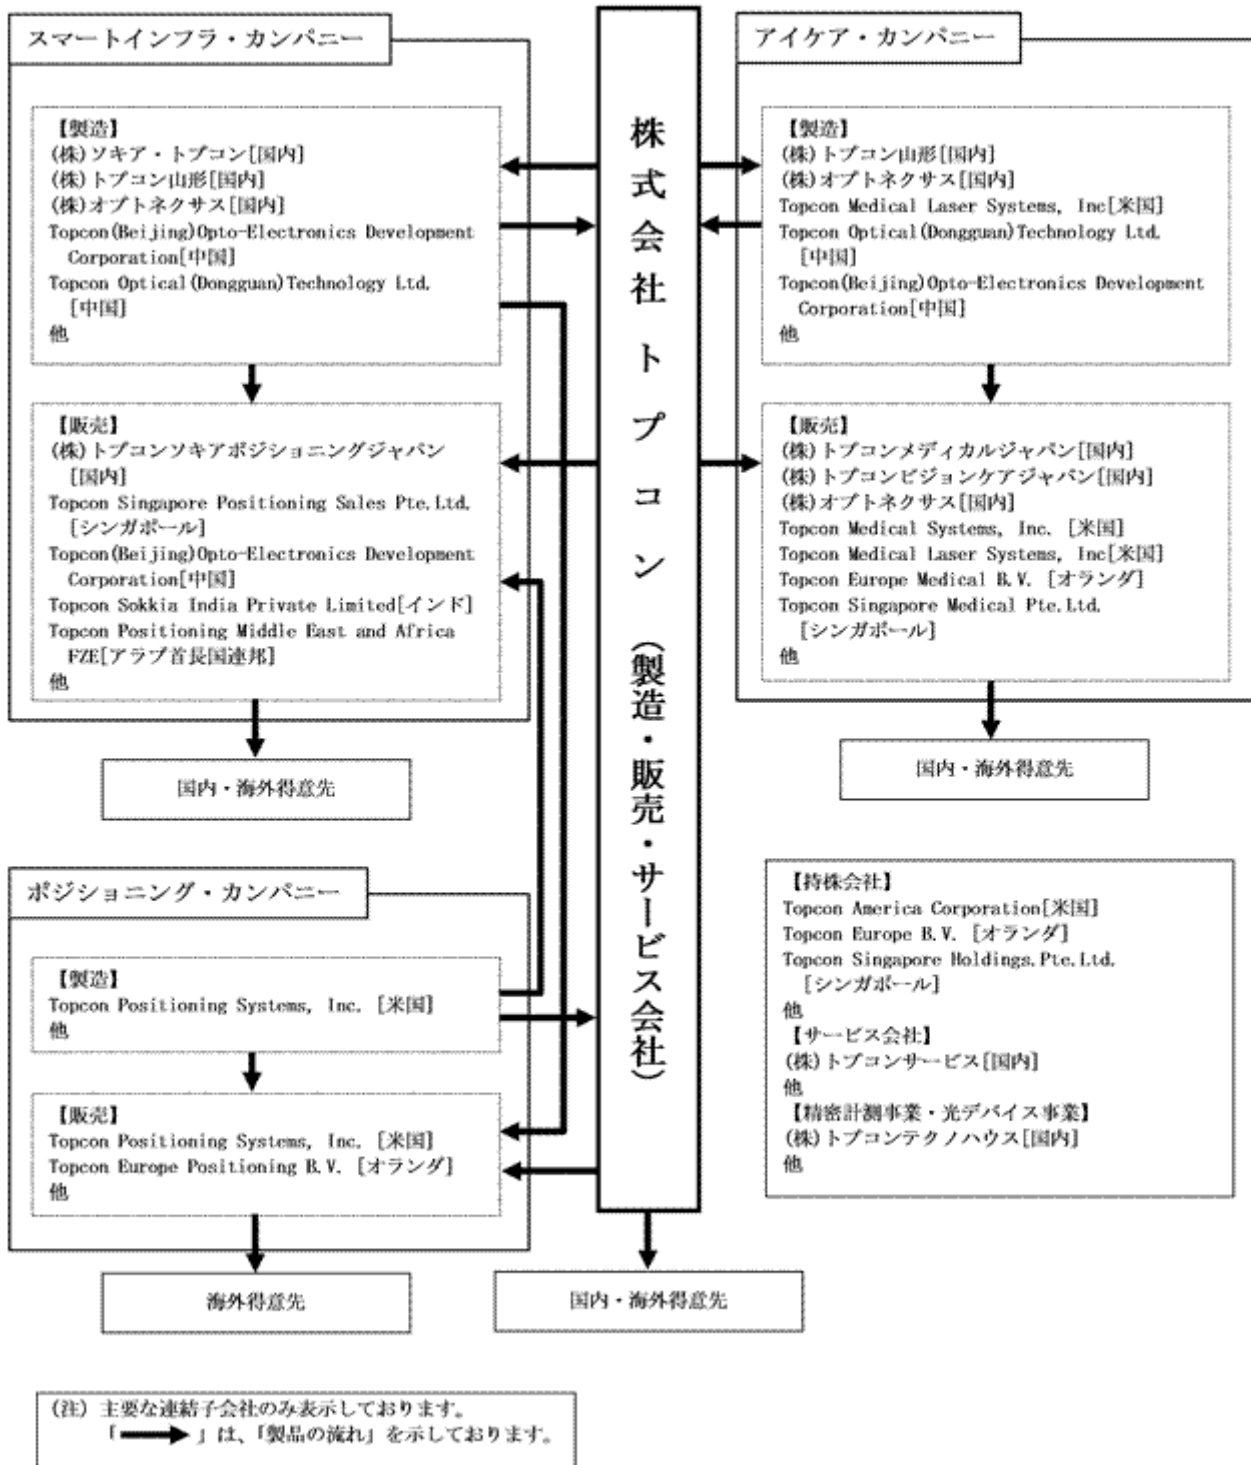 スマートインフラ・カンパニー
【製造】
(株)ソキア・トプコン[国内]
(株)トプコン山形[国内]
(株)オプトネクサス[国内]
Topcon(Beijing)Opto-Electronics Development
Corporation[中国]
Topcon Optical(Dongguan)Technology Ltd.
[中国]
他
【販売】
(株)トプコンソキアポジショニングジャパン
[国内]
Topcon Singapore Positioning Sales Pte.Ltd.
[シンガポール]
Topcon(Beijing)Opto-Electronics Development
Corporation[中国]
Topcon Sokkia India Private Limited[インド]
Topcon Positioning Middle East and Africa
FZE[アラブ首長国連邦]
他
国内・海外得意先
ポジショニング・カンパニー
【製造】
Topcon Positioning Systems, Inc. [米国]
他
【販売】
Topcon Positioning Systems, Inc. [米国]
Topcon Europe Positioning B.V. [オランダ]
他
海外得意先
株式会社トプコン (製造・販売・サービス会社)
国内・海外得意先
アイケア・カンパニー
【製造】
(株)トプコン山形[国内]
(株)オプトネクサス[国内]
Topcon Medical Laser Systems, Inc[米国]
Topcon Optical(Dongguan)Technology Ltd.
[中国]
Topcon(Beijing)Opto-Electronics Development
Corporation[中国]
他
【販売】
(株)トプコンメディカルジャパン[国内]
(株)トプコンビジョンケアジャパン[国内]
(株)オプトネクサス[国内]
Topcon Medical Systems, Inc. [米国]
Topcon Medical Laser Systems, Inc[米国]
Topcon Europe Medical B.V. [オランダ]
Topcon Singapore Medical Pte.Ltd.
[シンガポール]
他
国内・海外得意先
【持株会社】
Topcon America Corporation[米国]
Topcon Europe B.V. [オランダ]
Topcon Singapore Holdings.Pte.Ltd.
[シンガポール]
他
【サービス会社】
(株)トプコンサービス[国内]
他
【精密計測事業・光デバイス事業】
(株)トプコンテクノハウス[国内]
他
(注) 主要な連結子会社のみ表示しております。
「➡」は、「製品の流れ」を示しております。